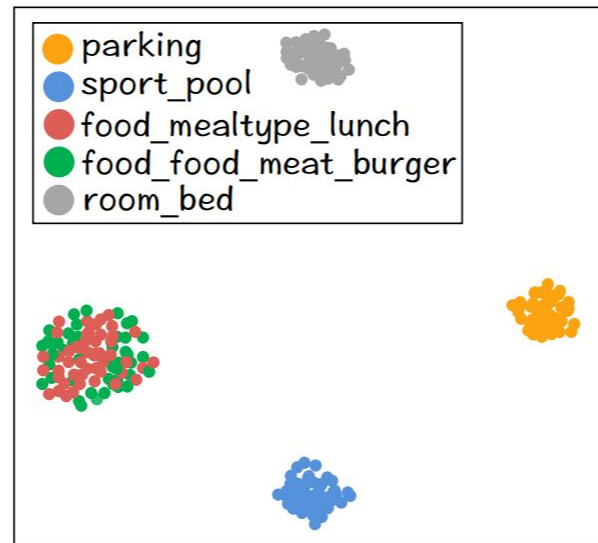 parking
sport_pool
food_mealtype_lunch
food_food_meat_burger
room_bed